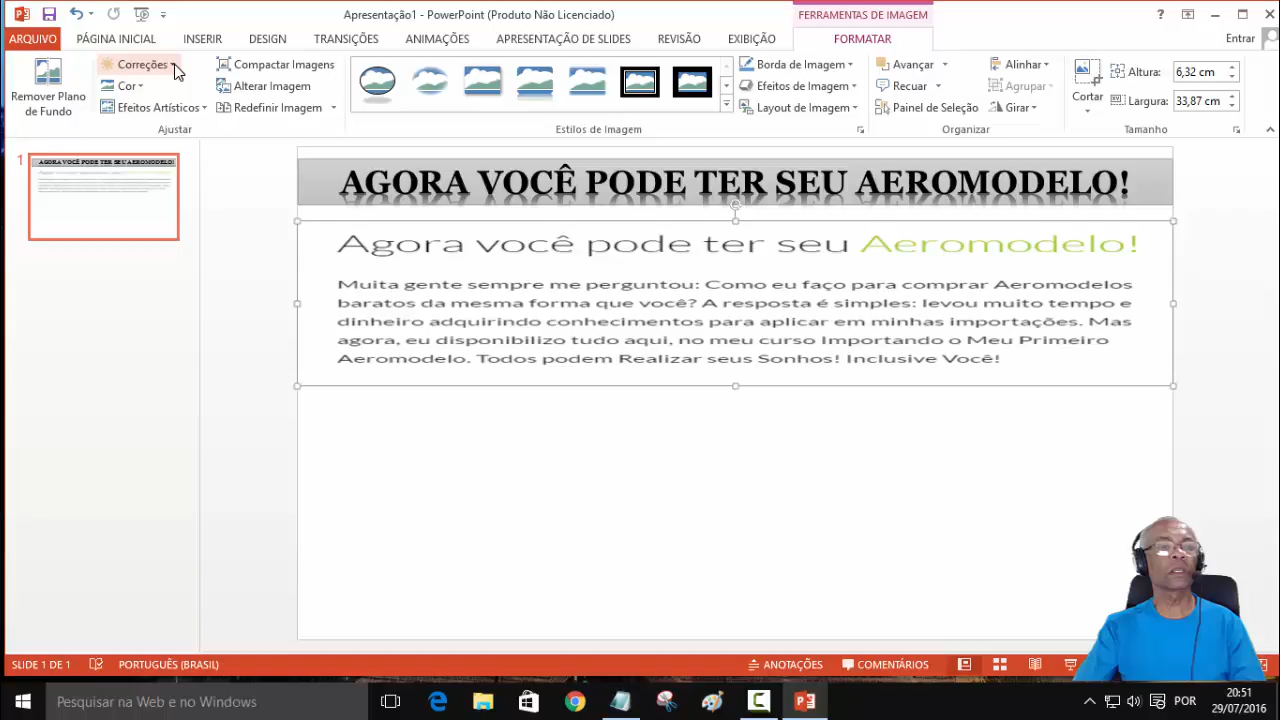 Apresentação1 - PowerPoint (Produto Não Licenciado)
FERRAMENTAS DE IMAGEM
?
ARQUIVO PÁGINA INICIAL INSERIR DESIGN TRANSIÇÕES ANIMAÇÕES APRESENTAÇÃO DE SLIDES REVISÃO EXIBIÇÃO FORMATAR Entrar
Remover Plano de Fundo
Correções
Cor
Efeitos Artísticos
Compactar Imagens
Alterar Imagem
Redefinir Imagem
Ajustar
Estilos de Imagem
Borda de Imagem
Efeitos de Imagem
Layout de Imagem
Avançar
Recuar
Painel de Seleção
Alinhar
Agrupar
Girar
Organizar
Cortar
Altura: 6,32 cm
Largura: 33,87 cm
Tamanho
1
AGORA VOCÊ PODE TER SEU AEROMODELO!
AGORA VOCÊ PODE TER SEU AEROMODELO!
Agora você pode ter seu Aeromodelo!
Muita gente sempre me perguntou: Como eu faço para comprar Aeromodelos
baratos da mesma forma que você? A resposta é simples: levou muito tempo e
dinheiro adquirindo conhecimentos para aplicar em minhas importações. Mas
agora, eu disponibilizo tudo aqui, no meu curso Importando o Meu Primeiro
Aeromodelo. Todos podem Realizar seus Sonhos! Inclusive Você!
SLIDE 1 DE 1 PORTUGUÊS (BRASIL) ANOTAÇÕES COMENTÁRIOS
Pesquisar na Web e no Windows
POR
20:51
29/07/2016